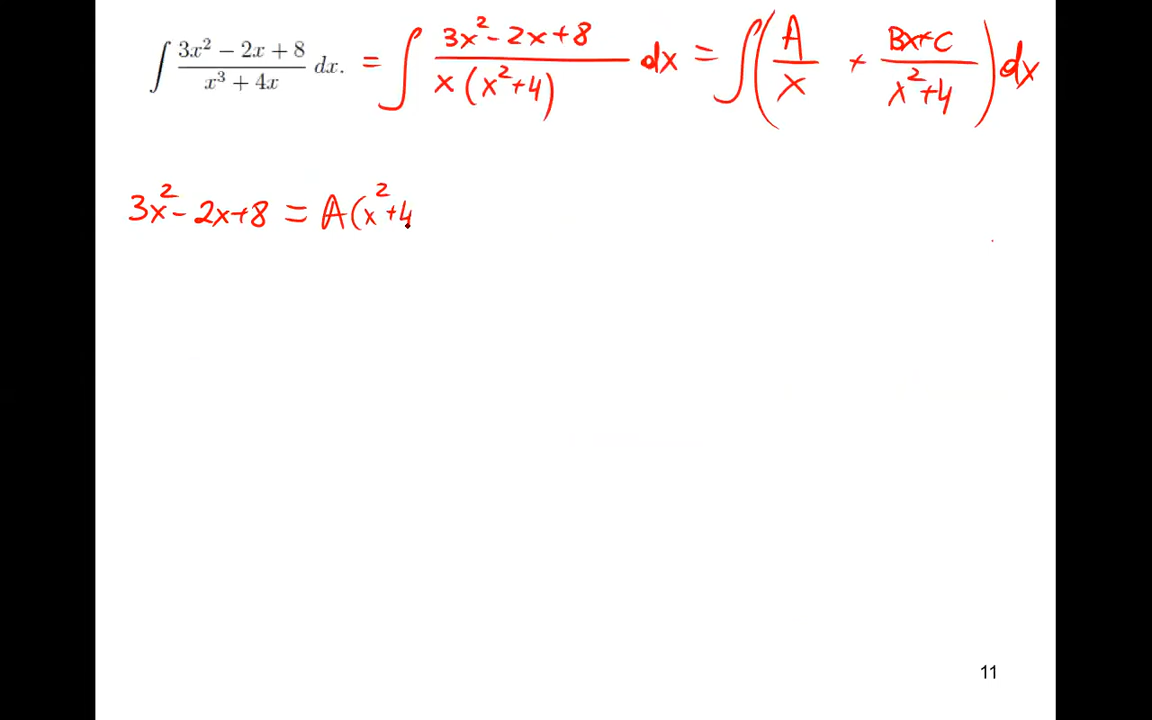 ∫ (3x² − 2x + 8)/(x³ + 4x) dx. = ∫ (3x² - 2x + 8)/(x(x² + 4)) dx = ∫ (A/x + (Bx+C)/(x² + 4)) dx
3x² - 2x + 8 = A(x² + 4
11